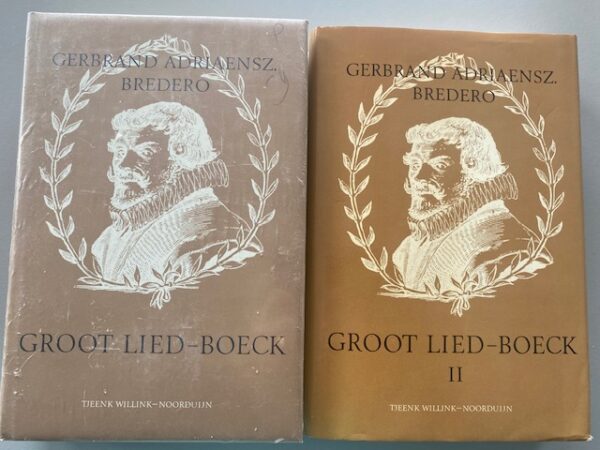 GERBRAND ADRIAENSZ.
BREDERO
GROOT LIED-BOECK
TJEENK WILLINK-NOORDUIJN
GERBRAND ADRIAENSZ.
BREDERO
GROOT LIED-BOECK
II
TJEENK WILLINK-NOORDUIJN